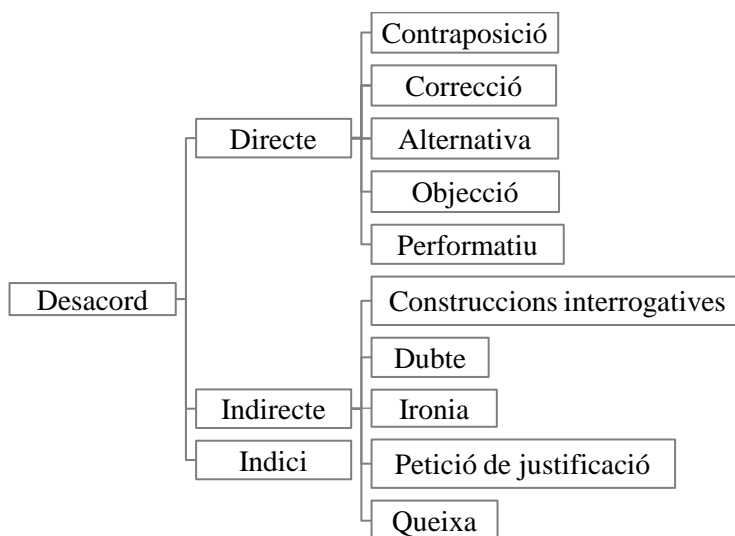 Desacord
Directe
Contraposició
Correcció
Alternativa
Objecció
Performatiu
Indirecte
Construccions interrogatives
Dubte
Ironia
Petició de justificació
Queixa
Indici